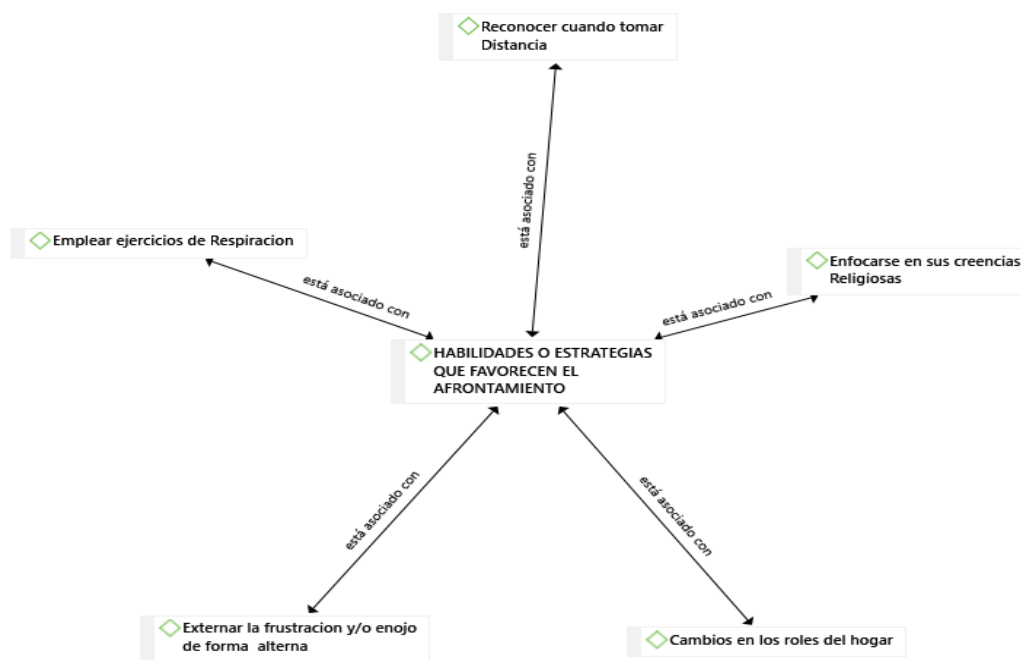 Reconocer cuando tomar
Distancia
está asociado con
Emplear ejercicios de Respiracion
está asociado con
Enfocarse en sus creencias
Religiosas
está asociado con
HABILIDADES O ESTRATEGIAS
QUE FAVORECEN EL
AFRONTAMIENTO
está asociado con
está asociado con
Externar la frustracion y/o enojo
de forma alterna
Cambios en los roles del hogar